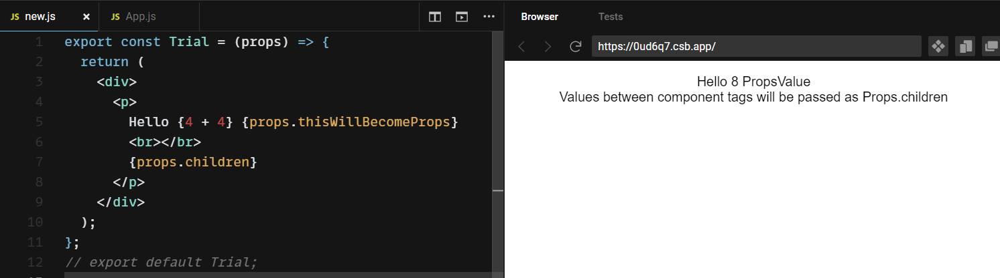 JS new.js × JS App.js
1 export const Trial = (props) => {
2 return (
3 <div>
4 <p>
5 Hello {4 + 4} {props.thisWillBecomeProps}
6 <br></br>
7 {props.children}
8 </p>
9 </div>
10 );
11 };
12 // export default Trial;
Browser Tests
https://0ud6q7.csb.app/
Hello 8 PropsValue
Values between component tags will be passed as Props.children